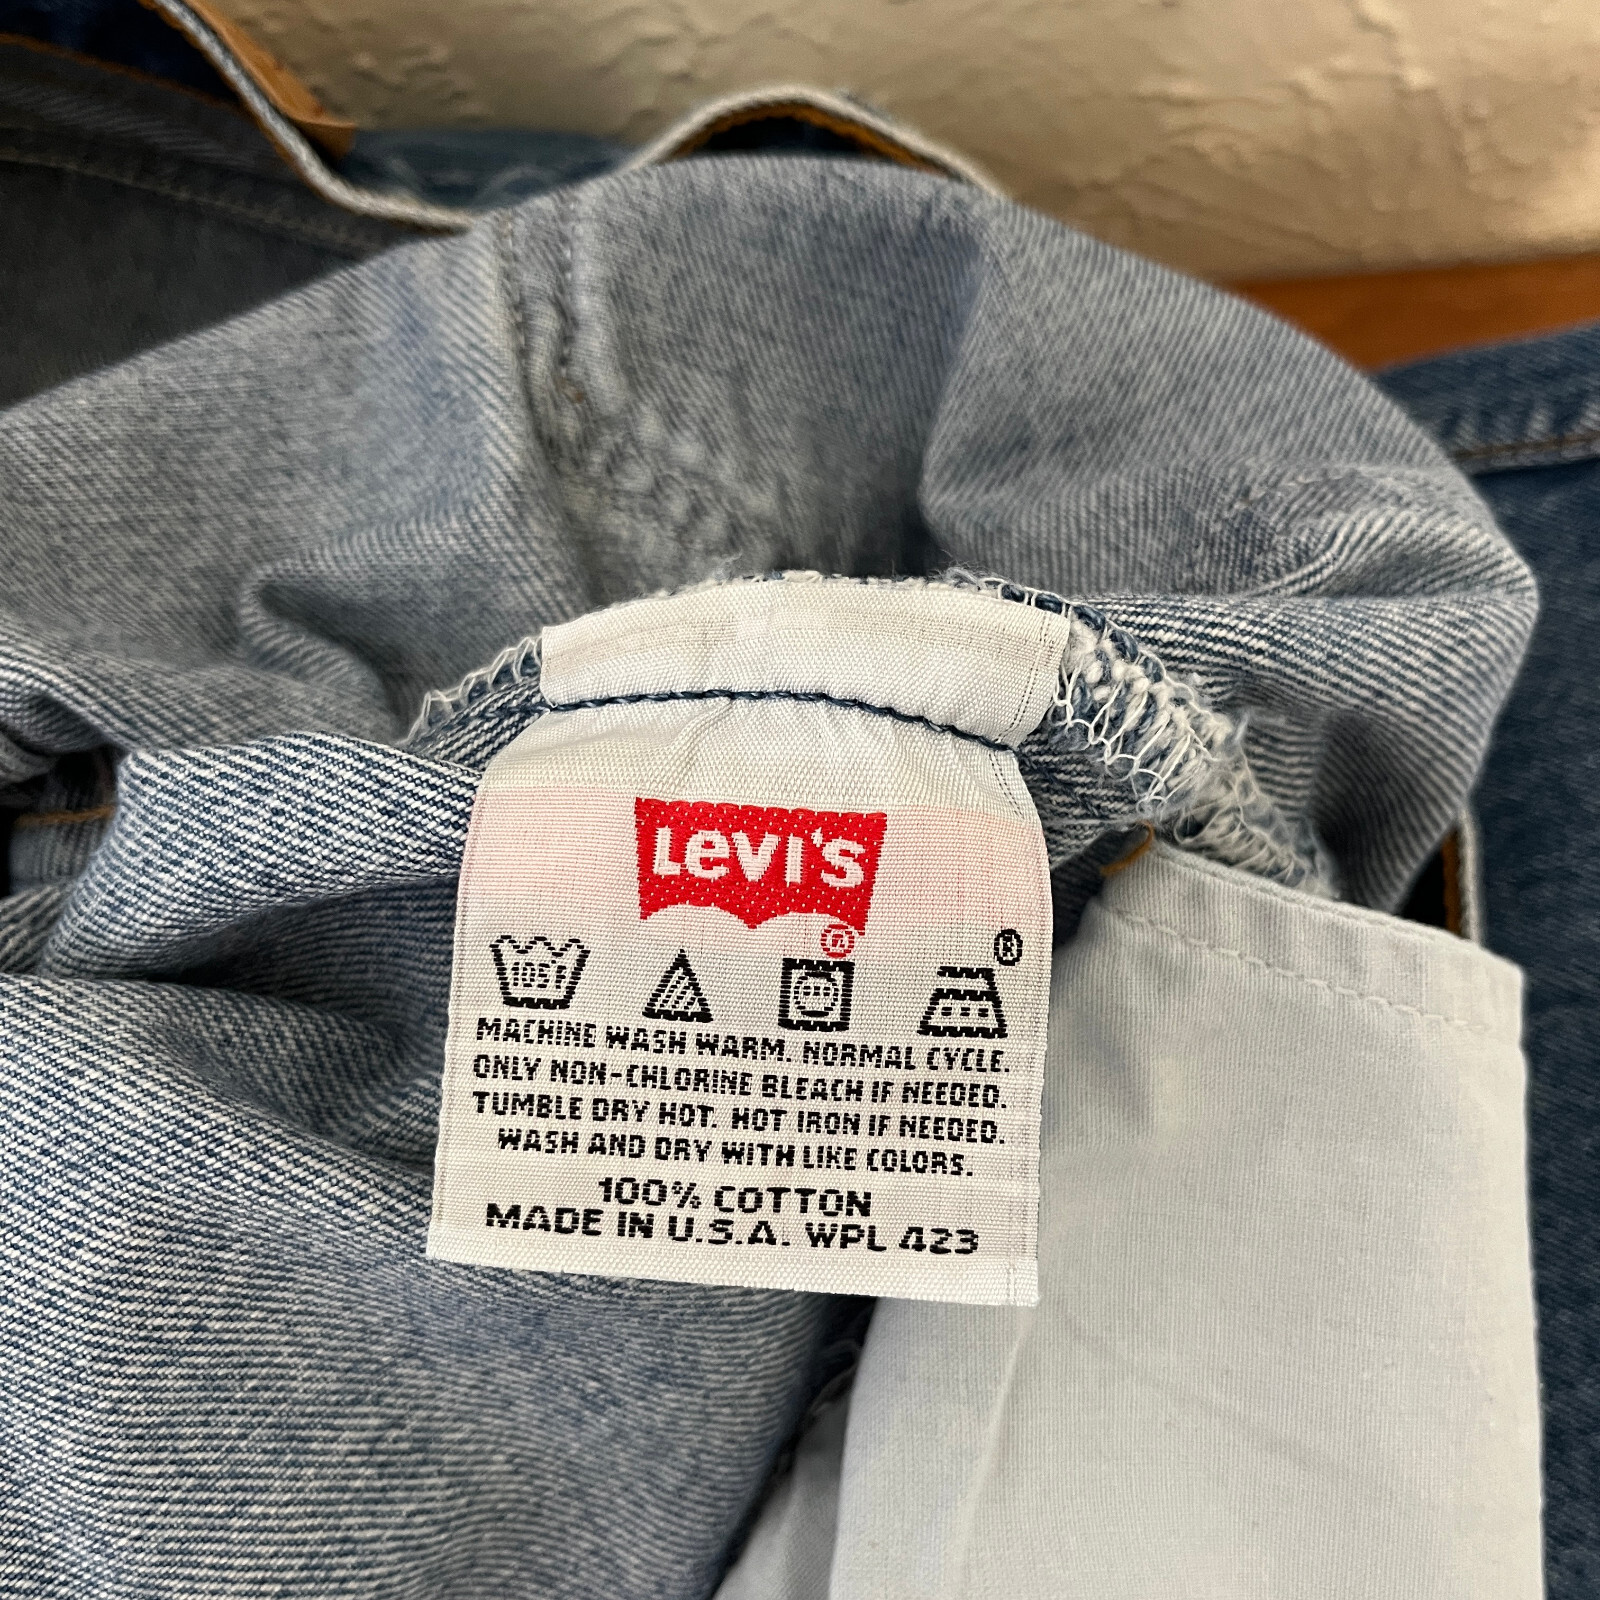 Levi's
®
®
105°F
MACHINE WASH WARM. NORMAL CYCLE.
ONLY NON-CHLORINE BLEACH IF NEEDED.
TUMBLE DRY HOT. HOT IRON IF NEEDED.
WASH AND DRY WITH LIKE COLORS.
100% COTTON
MADE IN U.S.A. WPL 423